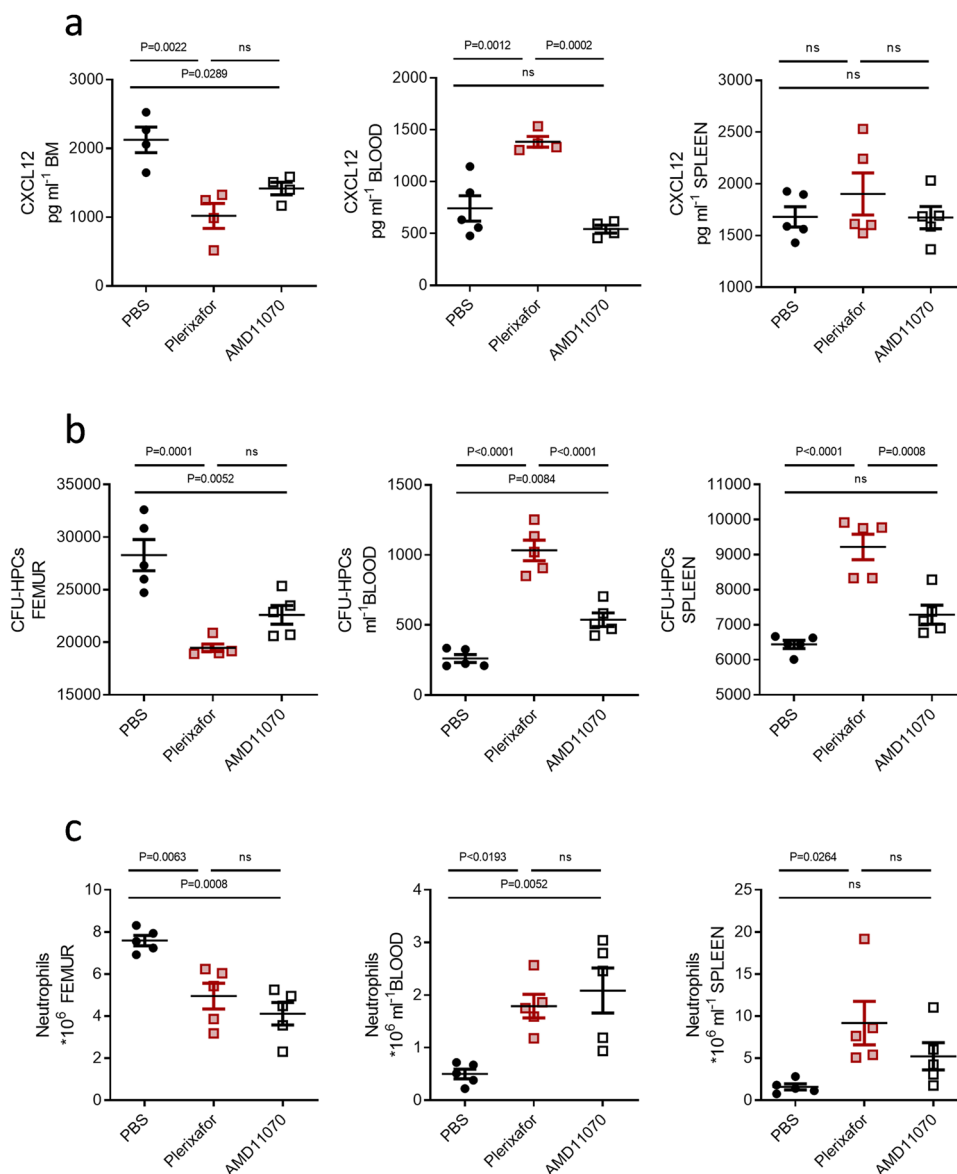 a
P=0.0022 ns
P=0.0289
3000
2000
1000
0
CXCL12
pg ml⁻¹ BM
PBS
Plerixafor
AMD11070
P=0.0012 P=0.0002
ns
2000
1500
1000
500
0
CXCL12
pg ml⁻¹ BLOOD
PBS
Plerixafor
AMD11070
ns ns
ns
3000
2500
2000
1500
1000
CXCL12
pg ml⁻¹ SPLEEN
PBS
Plerixafor
AMD11070
b
P=0.0001 ns
P=0.0052
35000
30000
25000
20000
15000
CFU-HPCs
FEMUR
PBS
Plerixafor
AMD11070
P<0.0001 P<0.0001
P=0.0084
1500
1000
500
0
CFU-HPCs
ml⁻¹BLOOD
PBS
Plerixafor
AMD11070
P<0.0001 P=0.0008
ns
11000
10000
9000
8000
7000
6000
5000
CFU-HPCs
SPLEEN
PBS
Plerixafor
AMD11070
c
P=0.0063 ns
P=0.0008
10
8
6
4
2
0
Neutrophils
*10⁶ FEMUR
PBS
Plerixafor
AMD11070
P<0.0193 ns
P=0.0052
4
3
2
1
0
Neutrophils
*10⁶ ml⁻¹BLOOD
PBS
Plerixafor
AMD11070
P=0.0264 ns
ns
25
20
15
10
5
0
Neutrophils
*10⁶ ml⁻¹ SPLEEN
PBS
Plerixafor
AMD11070